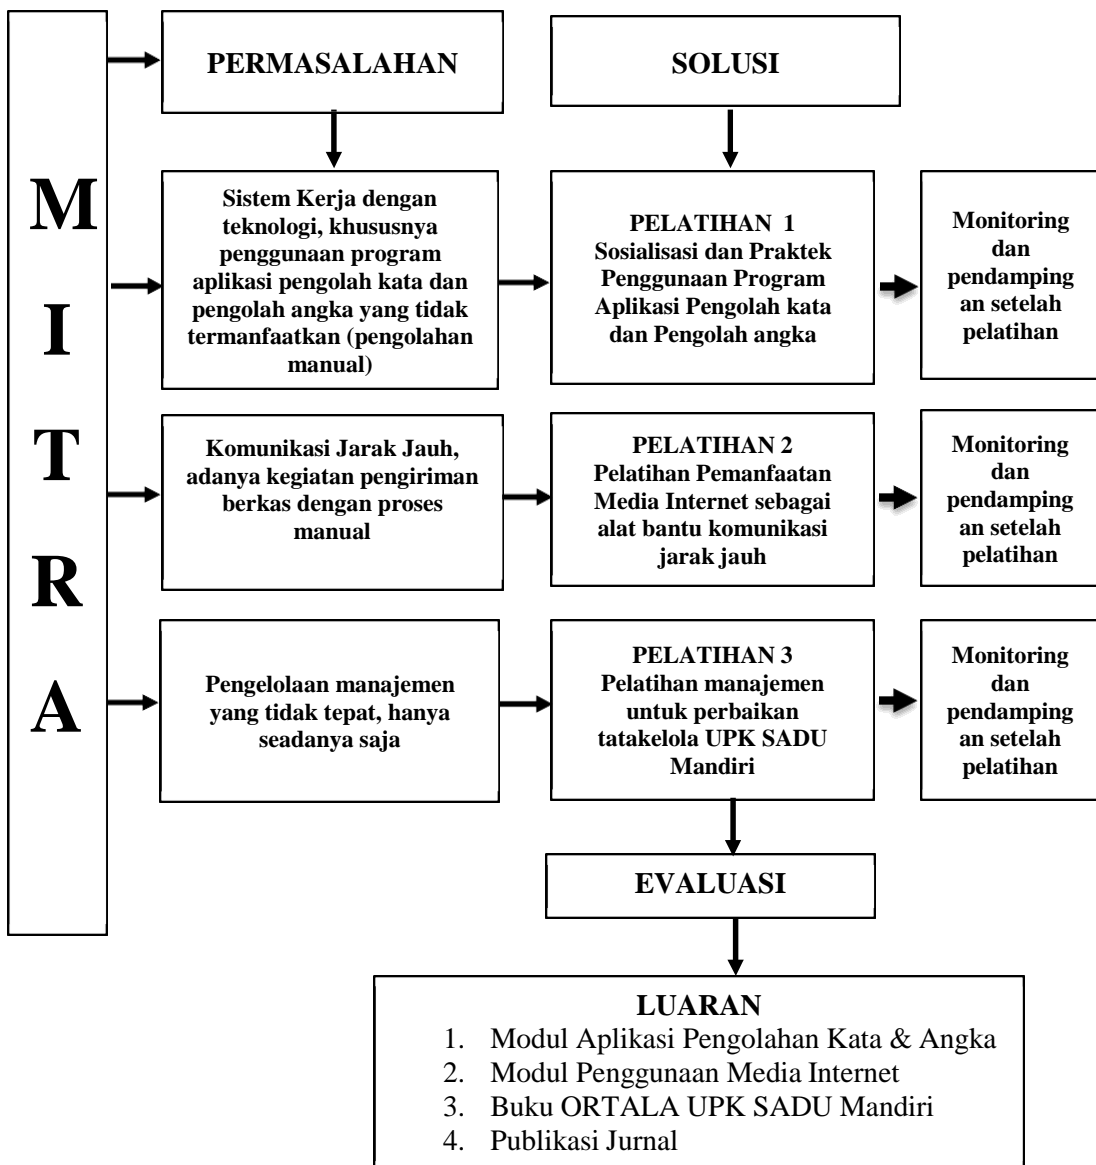 M
I
T
R
A
PERMASALAHAN
SOLUSI
Sistem Kerja dengan
teknologi, khususnya
penggunaan program
aplikasi pengolah kata dan
pengolah angka yang tidak
termanfaatkan (pengolahan
manual)
PELATIHAN 1
Sosialisasi dan Praktek
Penggunaan Program
Aplikasi Pengolah kata
dan Pengolah angka
Monitoring
dan
pendamping
an setelah
pelatihan
Komunikasi Jarak Jauh,
adanya kegiatan pengiriman
berkas dengan proses
manual
PELATIHAN 2
Pelatihan Pemanfaatan
Media Internet sebagai
alat bantu komunikasi
jarak jauh
Monitoring
dan
pendamping
an setelah
pelatihan
Pengelolaan manajemen
yang tidak tepat, hanya
seadanya saja
PELATIHAN 3
Pelatihan manajemen
untuk perbaikan
tatakelola UPK SADU
Mandiri
Monitoring
dan
pendamping
an setelah
pelatihan
EVALUASI
LUARAN
1. Modul Aplikasi Pengolahan Kata & Angka
2. Modul Penggunaan Media Internet
3. Buku ORTALA UPK SADU Mandiri
4. Publikasi Jurnal